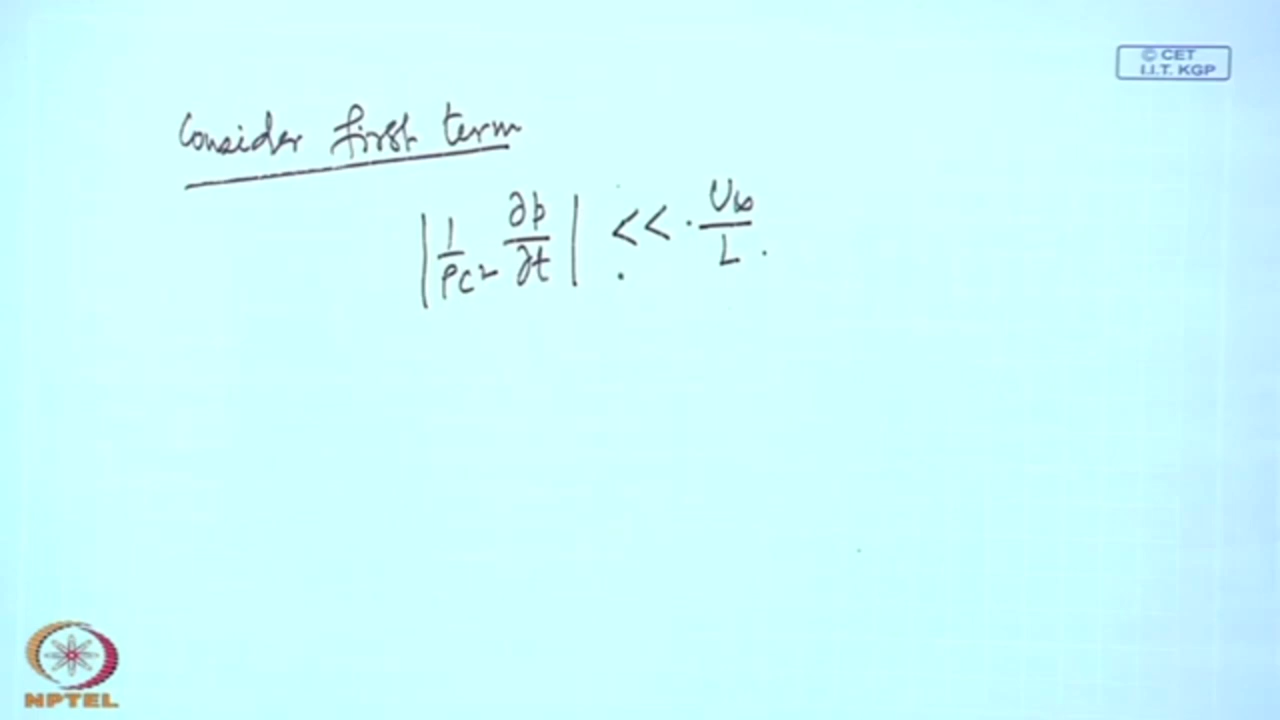 © CET
I.I.T. KGP
Consider first term
|1/ρc² ∂p/∂t| << U∞/L.
NPTEL